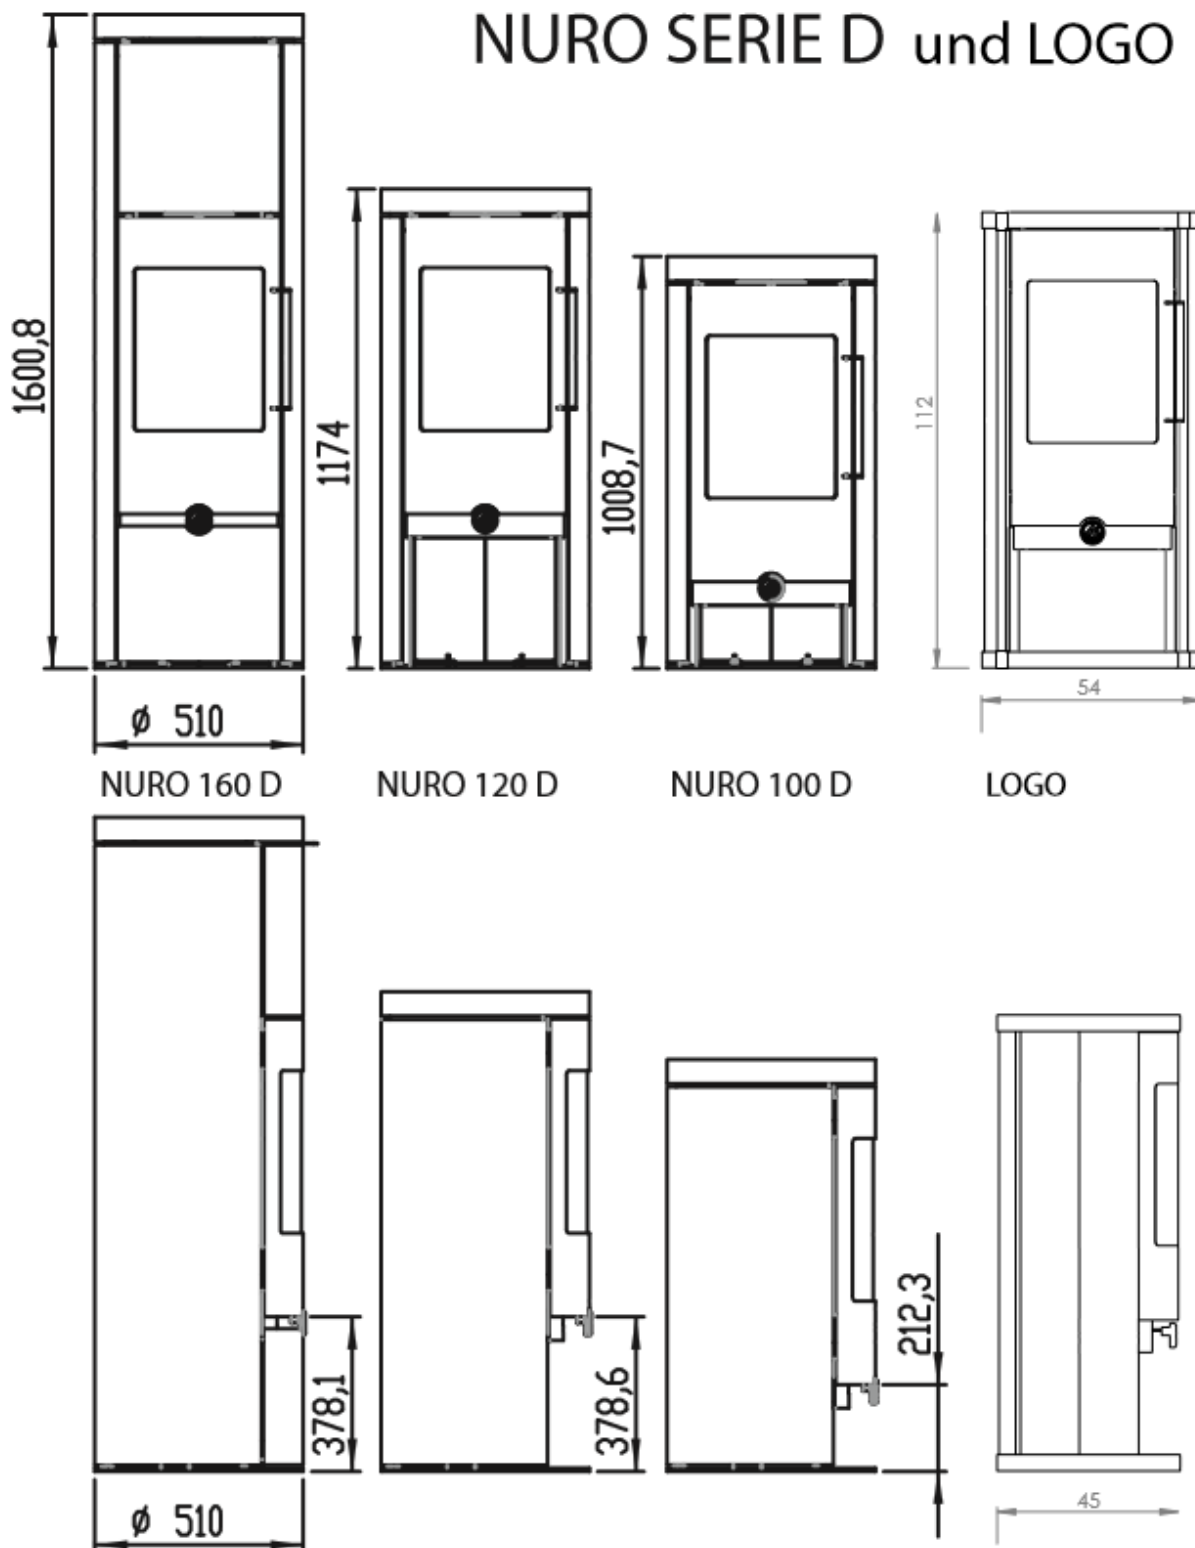 NURO SERIE D und LOGO
1600,8
1174
1008,7
112
ø 510
54
NURO 160 D
NURO 120 D
NURO 100 D
LOGO
378,1
378,6
212,3
ø 510
45